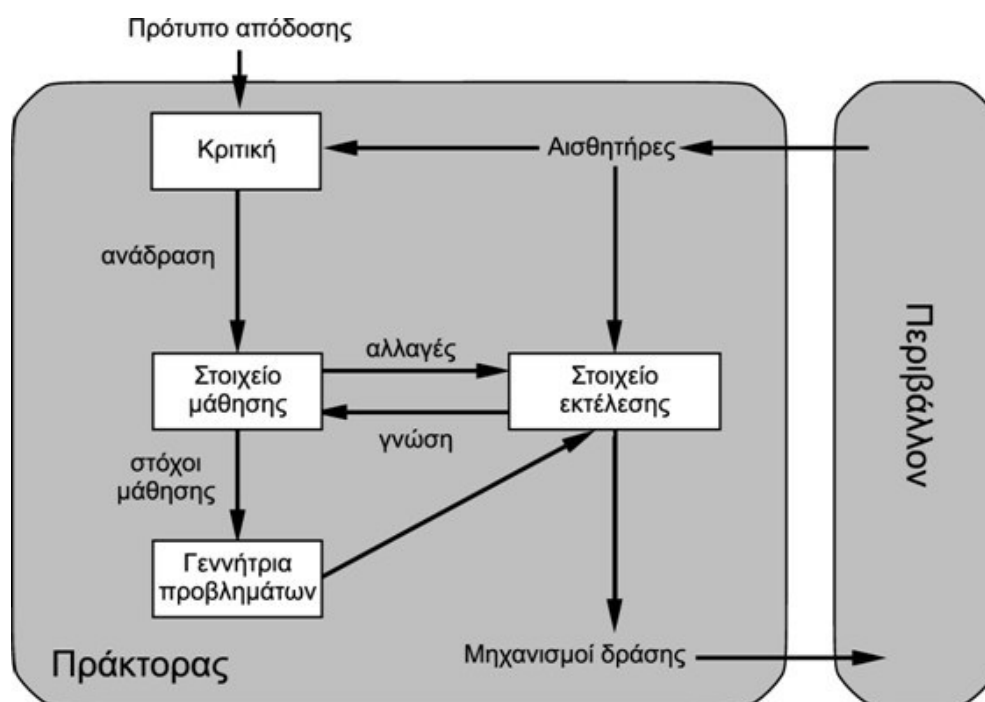 Πρότυπο απόδοσης
Κριτική
Αισθητήρες
ανάδραση
Στοιχείο
μάθησης
αλλαγές
γνώση
Στοιχείο
εκτέλεσης
στόχοι
μάθησης
Γεννήτρια
προβλημάτων
Μηχανισμοί δράσης
Πράκτορας
Περιβάλλον